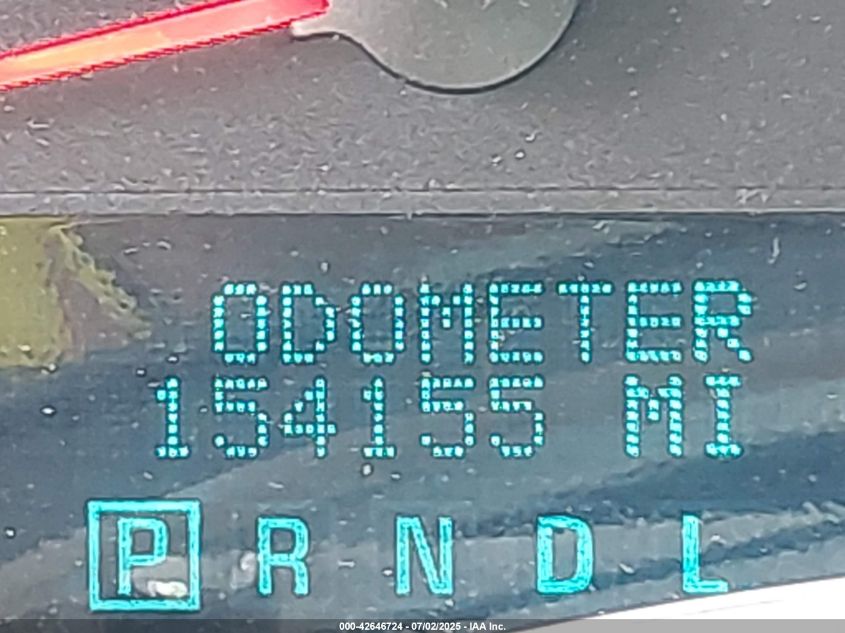 ODOMETER
154155 MI
P R N D L
000-42646724 - 07/02/2025 - IAA Inc.